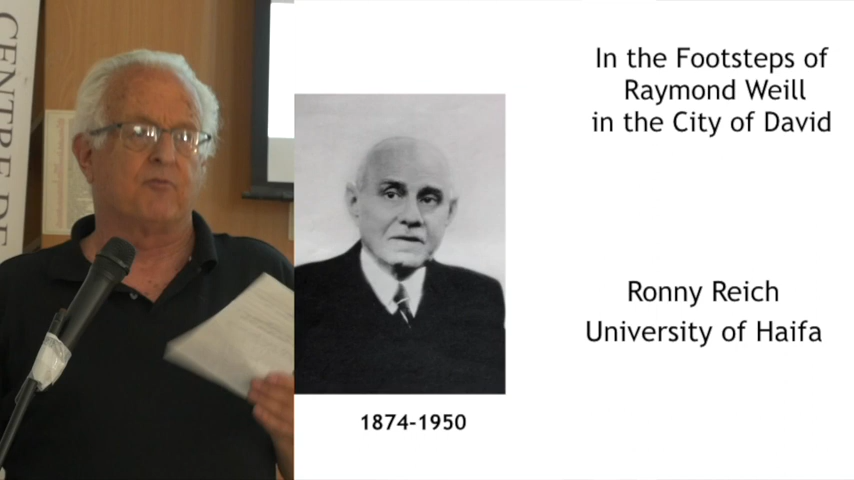 CENTRE DE
In the Footsteps of
Raymond Weill
in the City of David
Ronny Reich
University of Haifa
1874-1950